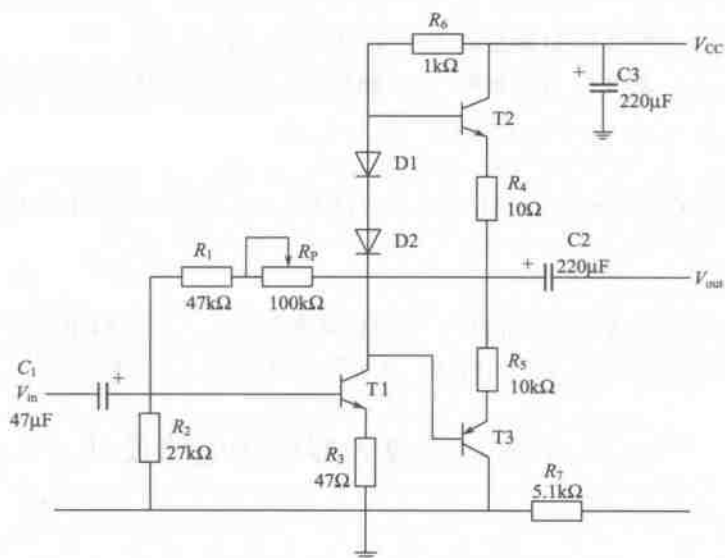 R6
1kΩ
VCC
+
C3
220μF
T2
D1
R4
10Ω
D2
C2
+
220μF
R1
RP
47kΩ
100kΩ
Vout
R5
10kΩ
C1
Vin
47μF
+
T1
T3
R2
27kΩ
R3
47Ω
R7
5.1kΩ